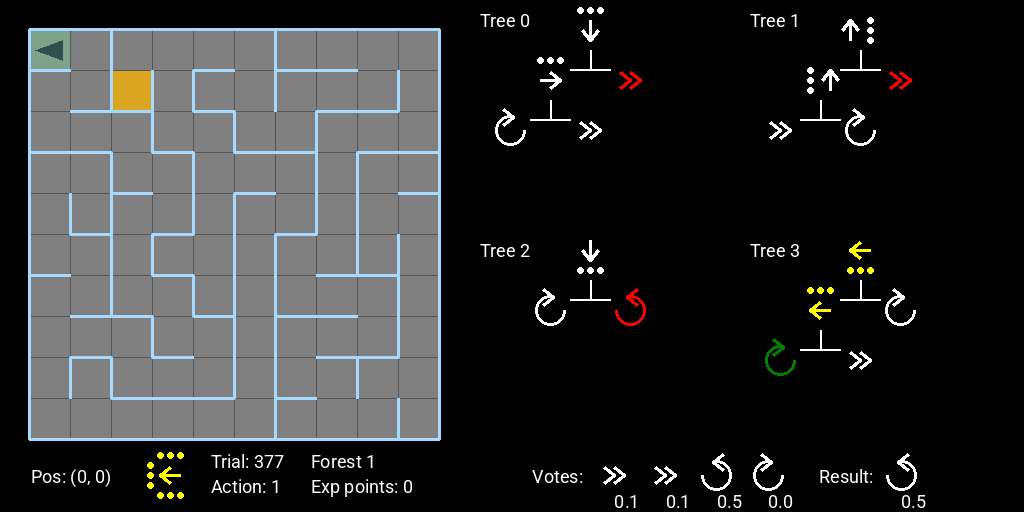 Tree 0
Tree 1
Tree 2
Tree 3
Pos: (0, 0)
Trial: 377
Forest 1
Action: 1
Exp points: 0
Votes:
0.1
0.1
0.5
0.0
Result:
0.5